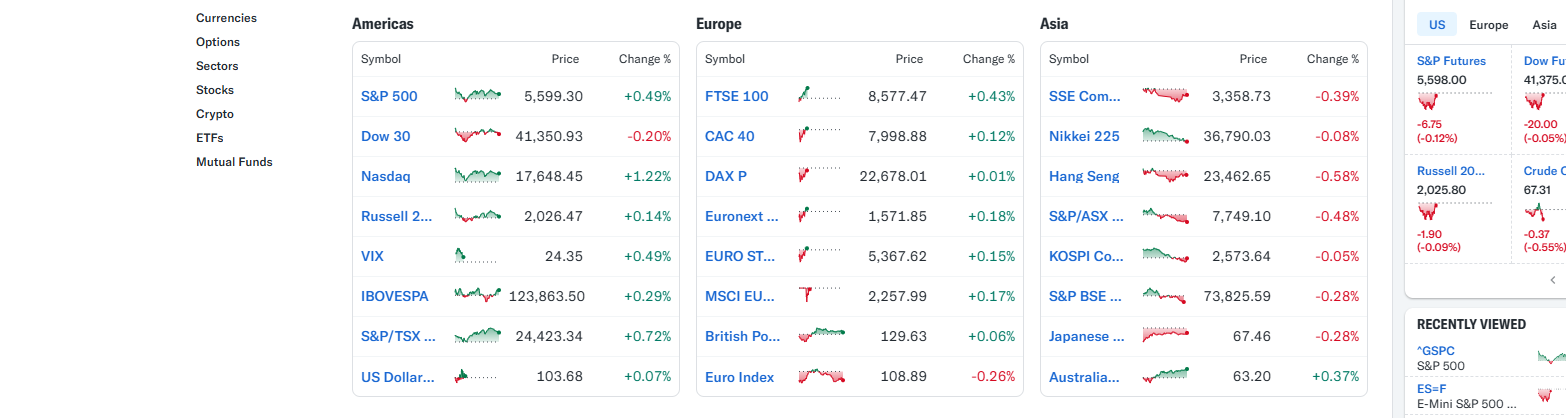 Currencies
Options
Sectors
Stocks
Crypto
ETFs
Mutual Funds
Americas
Symbol Price Change %
S&P 500 5,599.30 +0.49%
Dow 30 41,350.93 -0.20%
Nasdaq 17,648.45 +1.22%
Russell 2... 2,026.47 +0.14%
VIX 24.35 +0.49%
IBOVESPA 123,863.50 +0.29%
S&P/TSX ... 24,423.34 +0.72%
US Dollar... 103.68 +0.07%
Europe
Symbol Price Change %
FTSE 100 8,577.47 +0.43%
CAC 40 7,998.88 +0.12%
DAX P 22,678.01 +0.01%
Euronext ... 1,571.85 +0.18%
EURO ST... 5,367.62 +0.15%
MSCI EU... 2,257.99 +0.17%
British Po... 129.63 +0.06%
Euro Index 108.89 -0.26%
Asia
Symbol Price Change %
SSE Com... 3,358.73 -0.39%
Nikkei 225 36,790.03 -0.08%
Hang Seng 23,462.65 -0.58%
S&P/ASX ... 7,749.10 -0.48%
KOSPI Co... 2,573.64 -0.05%
S&P BSE ... 73,825.59 -0.28%
Japanese ... 67.46 -0.28%
Australia... 63.20 +0.37%
US Europe Asia
S&P Futures Dow Fu
5,598.00 41,375.0
-6.75 -20.00
(-0.12%) (-0.05%)
Russell 20... Crude O
2,025.80 67.31
-1.90 -0.37
(-0.09%) (-0.55%)
RECENTLY VIEWED
^GSPC
S&P 500
ES=F
E-Mini S&P 500 ...